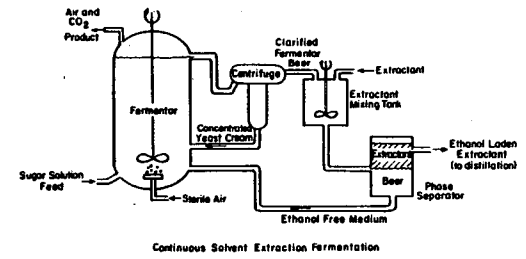 Air and
CO2
Product
Clarified
Fermentor
Beer
Centrifuge
Extractant
Extractant
Mixing Tank
Fermentor
Concentrated
Yeast Cream
Extractant
Ethanol Laden
Extractant
(to distillation)
Beer
Phase
Separator
Sugar Solution
Feed
Sterile Air
Ethanol Free Medium
Continuous Solvent Extraction Fermentation